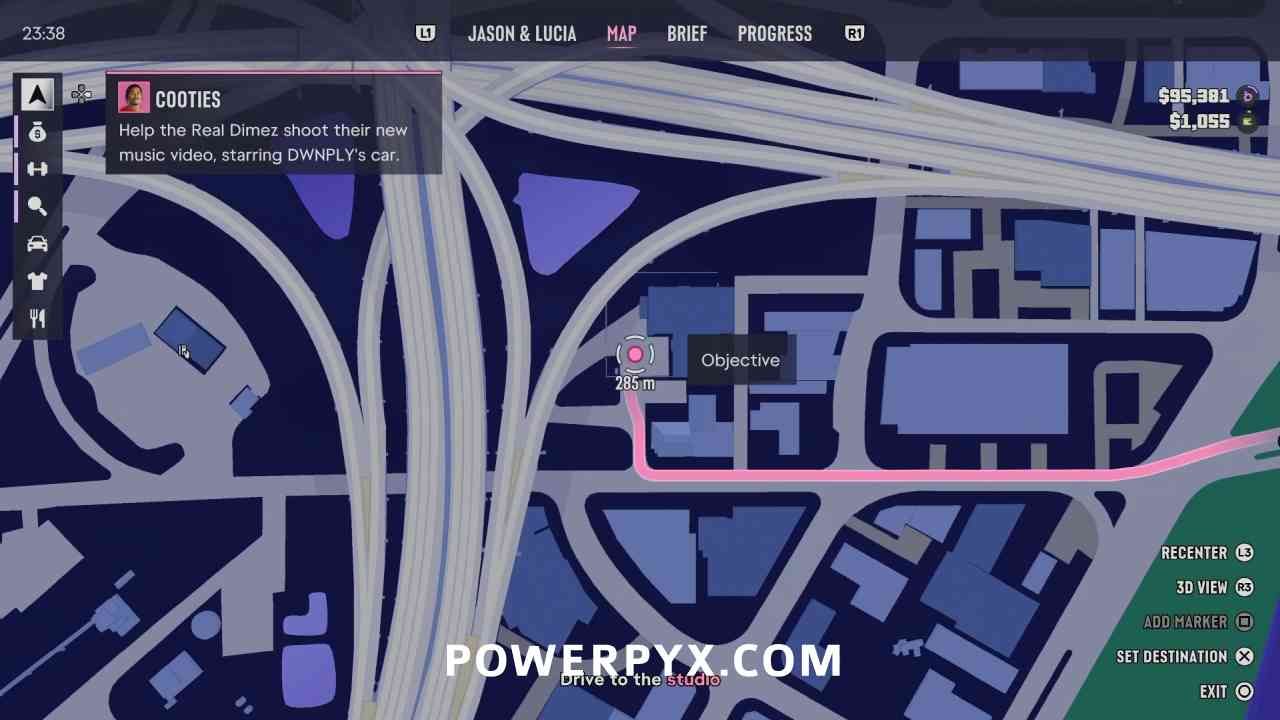 23:38
L1
JASON & LUCIA
MAP
BRIEF
PROGRESS
R1
COOTIES
Help the Real Dimez shoot their new
music video, starring DWNPLY's car.
$95,381
$1,055
Objective
285 m
RECENTER L3
3D VIEW R3
ADD MARKER
SET DESTINATION
EXIT
POWERPYX.COM
Drive to the studio